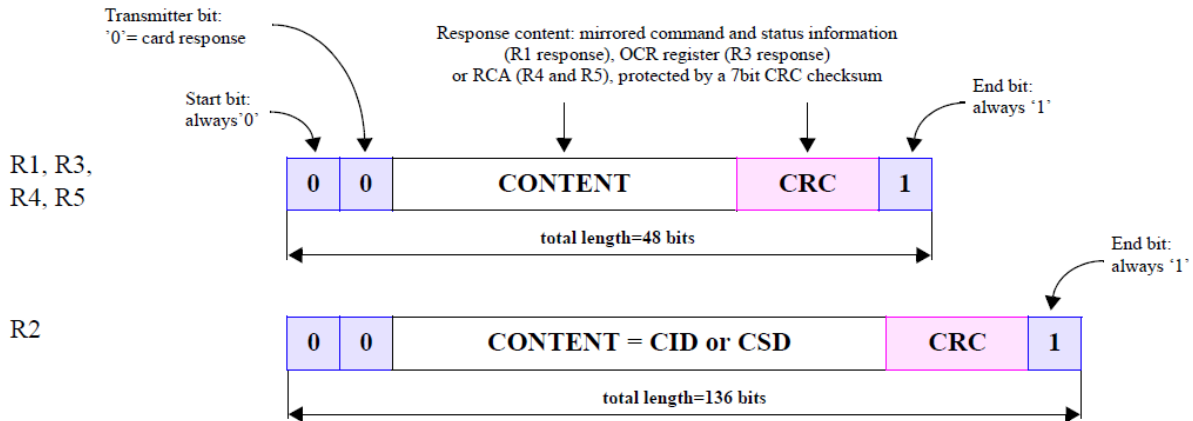 Transmitter bit:
'0'= card response
Response content: mirrored command and status information
(R1 response), OCR register (R3 response)
or RCA (R4 and R5), protected by a 7bit CRC checksum
Start bit:
always'0'
End bit:
always '1'
R1, R3,
R4, R5
0 0 CONTENT CRC 1
total length=48 bits
End bit:
always '1'
R2
0 0 CONTENT = CID or CSD CRC 1
total length=136 bits